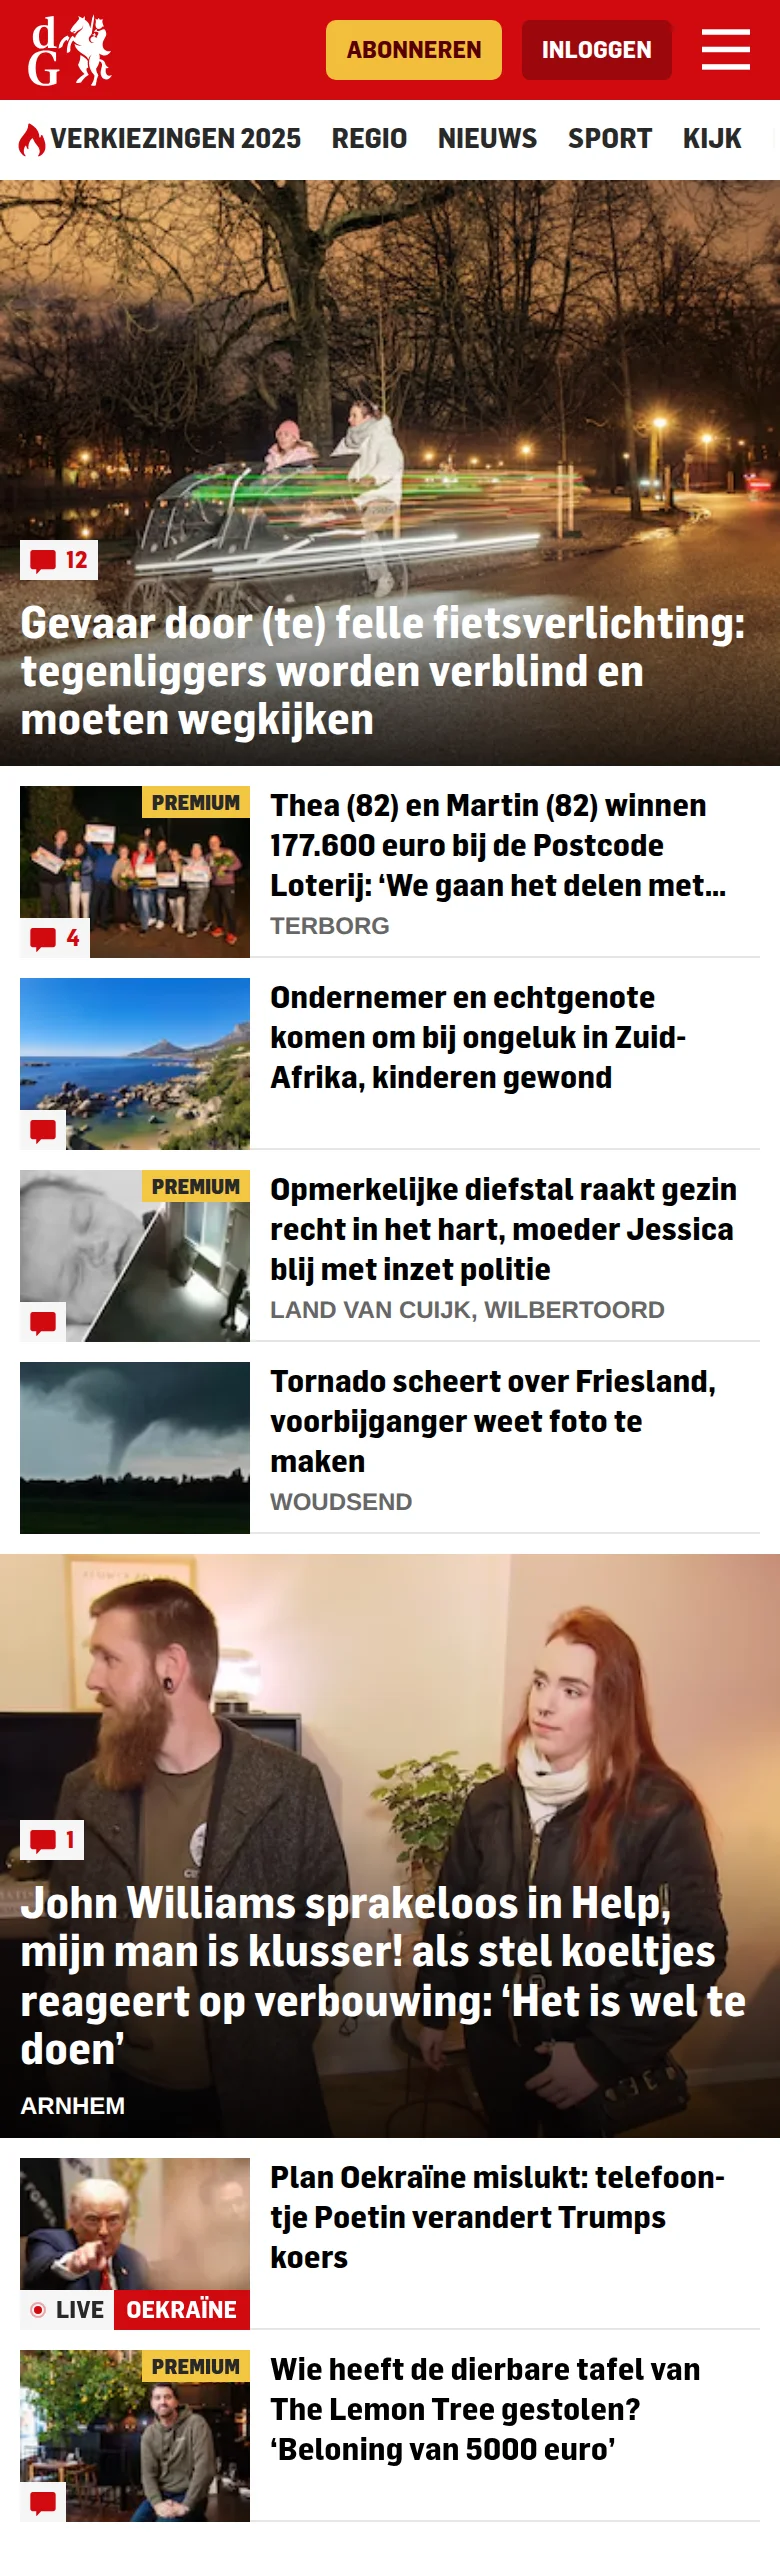 dG
ABONNEREN
INLOGGEN
VERKIEZINGEN 2025 REGIO NIEUWS SPORT KIJK
12
Gevaar door (te) felle fietsverlichting:
tegenliggers worden verblind en
moeten wegkijken
PREMIUM
4
Thea (82) en Martin (82) winnen
177.600 euro bij de Postcode
Loterij: ‘We gaan het delen met...
TERBORG
Ondernemer en echtgenote
komen om bij ongeluk in Zuid-
Afrika, kinderen gewond
PREMIUM
Opmerkelijke diefstal raakt gezin
recht in het hart, moeder Jessica
blij met inzet politie
LAND VAN CUIJK, WILBERTOORD
Tornado scheert over Friesland,
voorbijganger weet foto te
maken
WOUDSEND
1
John Williams sprakeloos in Help,
mijn man is klusser! als stel koeltjes
reageert op verbouwing: ‘Het is wel te
doen’
ARNHEM
LIVE OEKRAÏNE
Plan Oekraïne mislukt: telefoon-
tje Poetin verandert Trumps
koers
PREMIUM
Wie heeft de dierbare tafel van
The Lemon Tree gestolen?
‘Beloning van 5000 euro’